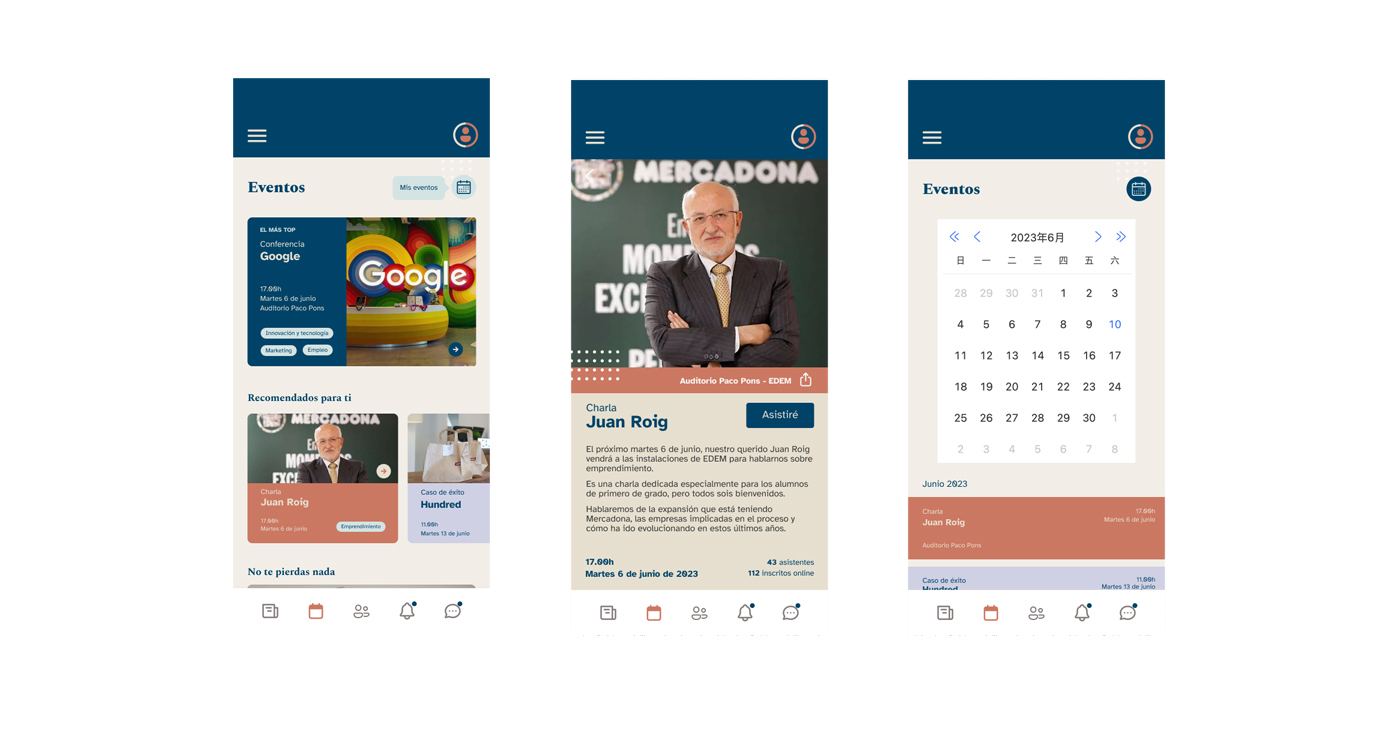 Eventos
Mis eventos
EL MÁS TOP
Conferencia
Google
17.00h
Martes 6 de junio
Auditorio Paco Pons
Innovación y tecnología
Marketing
Empleo
Google
Recomendados para ti
MERCADONA
En
MOM
EXC
Charla
Juan Roig
17.00h
Martes 6 de junio
Emprendimiento
Caso de éxito
Hundred
11.00h
Martes 13 de junio
No te pierdas nada
MERCADONA
En
MOM
EXC
Auditorio Paco Pons - EDEM
Charla
Juan Roig
Asistiré
El próximo martes 6 de junio, nuestro querido Juan Roig
vendrá a las instalaciones de EDEM para hablarnos sobre
emprendimiento.
Es una charla dedicada especialmente para los alumnos
de primero de grado, pero todos sois bienvenidos.
Hablaremos de la expansión que está teniendo
Mercadona, las empresas implicadas en el proceso y
cómo ha ido evolucionando en estos últimos años.
17.00h
Martes 6 de junio de 2023
43 asistentes
112 inscritos online
Eventos
2023年6月
日 一 二 三 四 五 六
28 29 30 31 1 2 3
4 5 6 7 8 9 10
11 12 13 14 15 16 17
18 19 20 21 22 23 24
25 26 27 28 29 30 1
2 3 4 5 6 7 8
Junio 2023
Charla
Juan Roig
17.00h
Martes 6 de junio
Auditorio Paco Pons
Caso de éxito
Hundred
11.00h
Martes 13 de junio